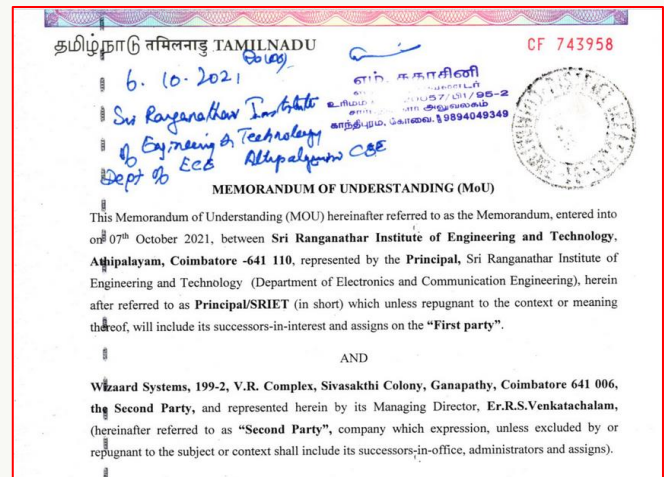 தமிழ்நாடு तमिलनाडु TAMILNADU
CF 743958
6. 10. 2021
Sri Ranganathar Institute
of Engineering & Technology
Dept of ECE Athipalayam CBE
எம். சுகாசினி
காந்திபுரம், கோவை. 9894049349
MEMORANDUM OF UNDERSTANDING (MoU)
This Memorandum of Understanding (MOU) hereinafter referred to as the Memorandum, entered into
on 07th October 2021, between Sri Ranganathar Institute of Engineering and Technology,
Athipalayam, Coimbatore -641 110, represented by the Principal, Sri Ranganathar Institute of
Engineering and Technology (Department of Electronics and Communication Engineering), herein
after referred to as Principal/SRIET (in short) which unless repugnant to the context or meaning
thereof, will include its successors-in-interest and assigns on the “First party”.
AND
Wizaard Systems, 199-2, V.R. Complex, Sivasakthi Colony, Ganapathy, Coimbatore 641 006,
the Second Party, and represented herein by its Managing Director, Er.R.S.Venkatachalam,
(hereinafter referred to as “Second Party”, company which expression, unless excluded by or
repugnant to the subject or context shall include its successors-in-office, administrators and assigns).